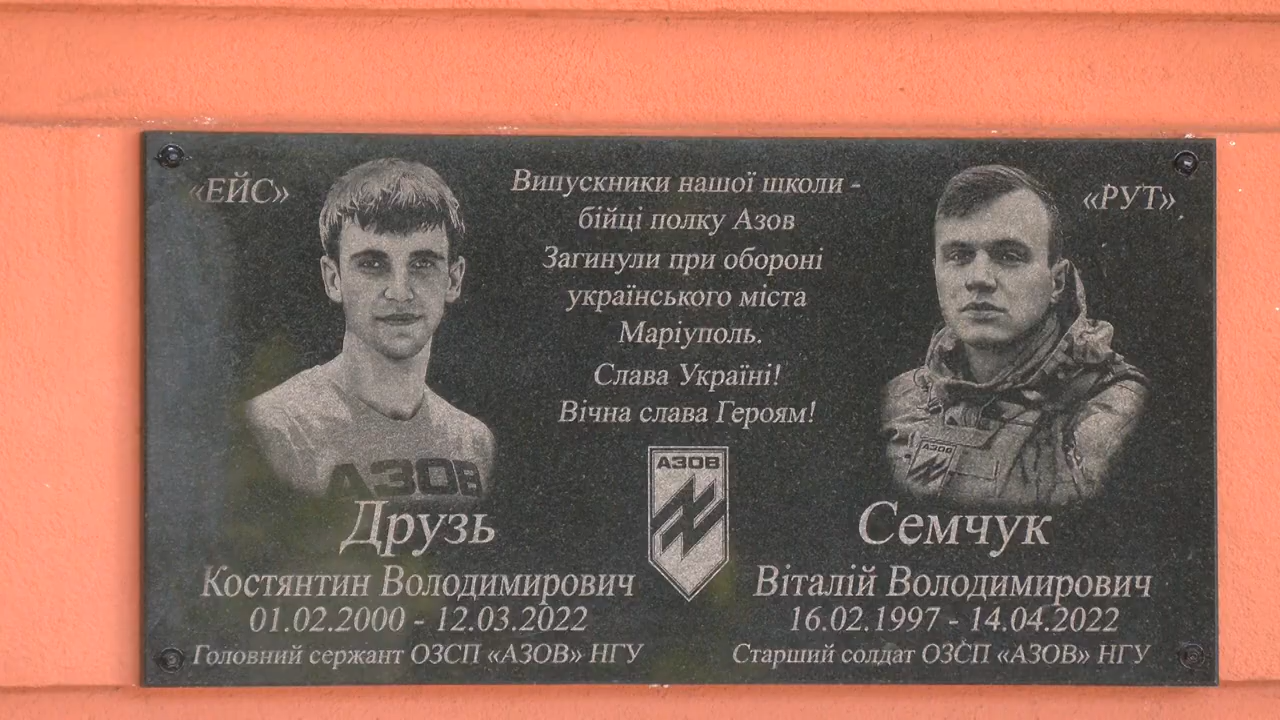 «ЕЙС»
Випускники нашої школи -
бійці полку Азов
Загинули при обороні
українського міста
Маріуполь.
Слава Україні!
Вічна слава Героям!
«РУТ»
АЗОВ
АЗОВ
АЗОВ
Друзь
Костянтин Володимирович
01.02.2000 - 12.03.2022
Головний сержант ОЗСП «АЗОВ» НГУ
Семчук
Віталій Володимирович
16.02.1997 - 14.04.2022
Старший солдат ОЗСП «АЗОВ» НГУ